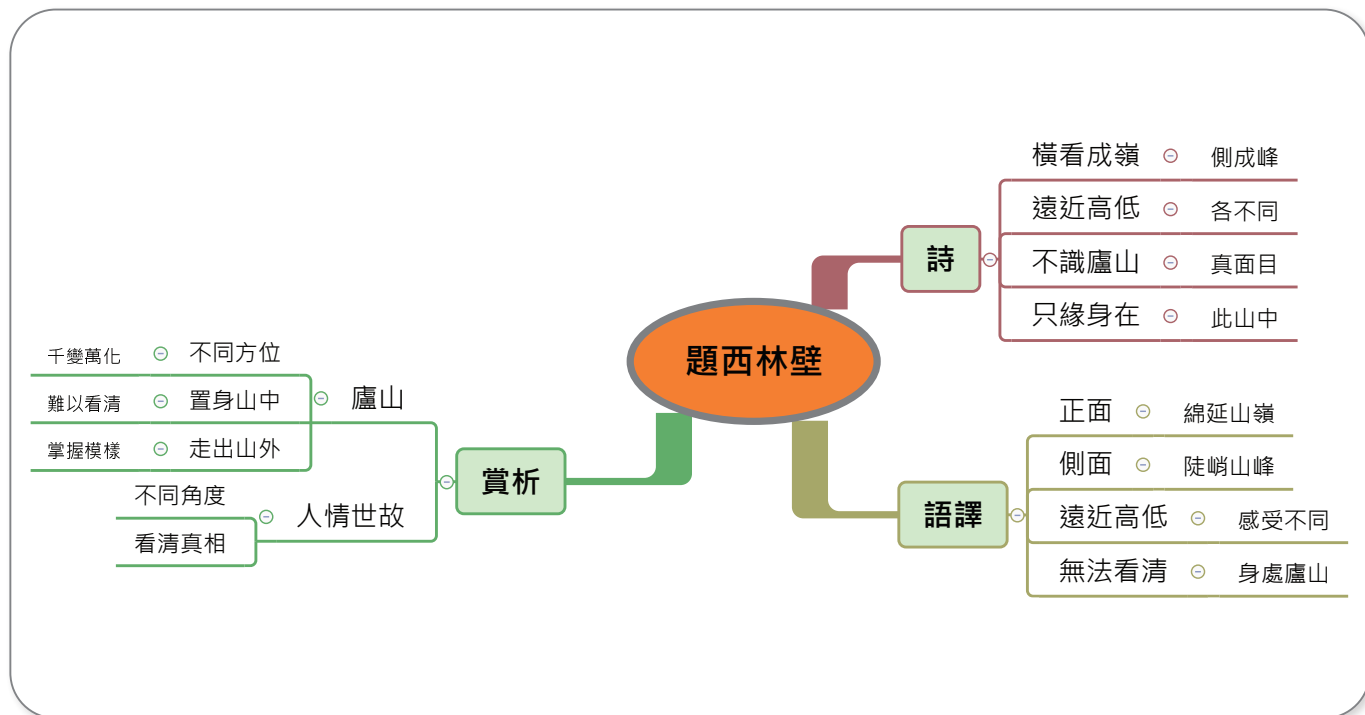 題西林壁
詩
橫看成嶺 側成峰
遠近高低 各不同
不識廬山 真面目
只緣身在 此山中
語譯
正面 綿延山嶺
側面 陡峭山峰
遠近高低 感受不同
無法看清 身處廬山
賞析
廬山
千變萬化 不同方位
難以看清 置身山中
掌握模樣 走出山外
人情世故
不同角度
看清真相